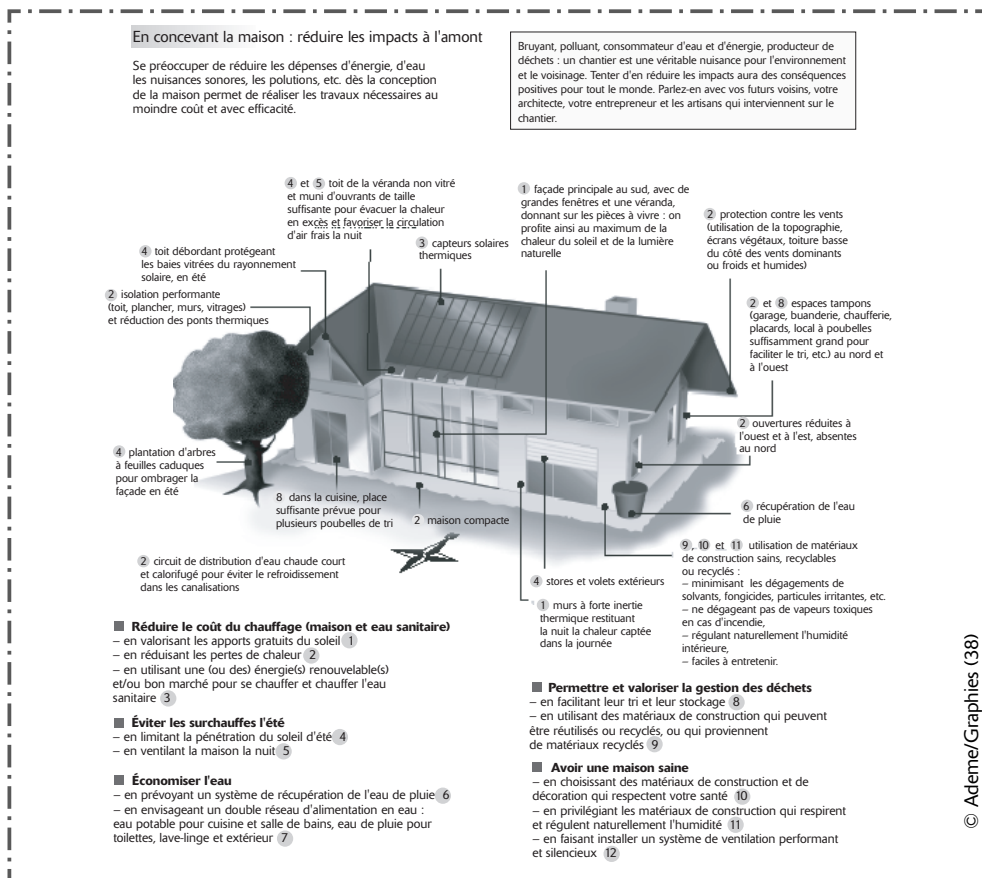 En concevant la maison : réduire les impacts à l'amont
Se préoccuper de réduire les dépenses d'énergie, d'eau
les nuisances sonores, les polutions, etc. dès la conception
de la maison permet de réaliser les travaux nécessaires au
moindre coût et avec efficacité.
Bruyant, polluant, consommateur d'eau et d'énergie, producteur de
déchets : un chantier est une véritable nuisance pour l'environnement
et le voisinage. Tenter d'en réduire les impacts aura des conséquences
positives pour tout le monde. Parlez-en avec vos futurs voisins, votre
architecte, votre entrepreneur et les artisans qui interviennent sur le
chantier.
4 et 5 toit de la véranda non vitré
et muni d'ouvrants de taille
suffisante pour évacuer la chaleur
en excès et favoriser la circulation
d'air frais la nuit
1 façade principale au sud, avec de
grandes fenêtres et une véranda,
donnant sur les pièces à vivre : on
profite ainsi au maximum de la
chaleur du soleil et de la lumière
naturelle
2 protection contre les vents
(utilisation de la topographie,
écrans végétaux, toiture basse
du côté des vents dominants
ou froids et humides)
3 capteurs solaires
thermiques
4 toit débordant protégeant
les baies vitrées du rayonnement
solaire, en été
2 isolation performante
(toit, plancher, murs, vitrages)
et réduction des ponts thermiques
2 et 8 espaces tampons
(garage, buanderie, chaufferie,
placards, local à poubelles
suffisamment grand pour
faciliter le tri, etc.) au nord et
à l'ouest
2 ouvertures réduites à
l'ouest et à l'est, absentes
au nord
4 plantation d'arbres
à feuilles caduques
pour ombrager la
façade en été
8 dans la cuisine, place
suffisante prévue pour
plusieurs poubelles de tri
2 maison compacte
6 récupération de l'eau
de pluie
2 circuit de distribution d'eau chaude court
et calorifugé pour éviter le refroidissement
dans les canalisations
4 stores et volets extérieurs
1 murs à forte inertie
thermique restituant
la nuit la chaleur captée
dans la journée
9, 10 et 11 utilisation de matériaux
de construction sains, recyclables
ou recyclés :
– minimisant les dégagements de
solvants, fongicides, particules irritantes, etc.
– ne dégageant pas de vapeurs toxiques
en cas d'incendie,
– régulant naturellement l'humidité
intérieure,
– faciles à entretenir.
■ Réduire le coût du chauffage (maison et eau sanitaire)
– en valorisant les apports gratuits du soleil 1
– en réduisant les pertes de chaleur 2
– en utilisant une (ou des) énergie(s) renouvelable(s)
et/ou bon marché pour se chauffer et chauffer l'eau
sanitaire 3
■ Éviter les surchauffes l'été
– en limitant la pénétration du soleil d'été 4
– en ventilant la maison la nuit 5
■ Économiser l'eau
– en prévoyant un système de récupération de l'eau de pluie 6
– en envisageant un double réseau d'alimentation en eau :
eau potable pour cuisine et salle de bains, eau de pluie pour
toilettes, lave-linge et extérieur 7
■ Permettre et valoriser la gestion des déchets
– en facilitant leur tri et leur stockage 8
– en utilisant des matériaux de construction qui peuvent
être réutilisés ou recyclés, ou qui proviennent
de matériaux recyclés 9
■ Avoir une maison saine
– en choisissant des matériaux de construction et de
décoration qui respectent votre santé 10
– en privilégiant les matériaux de construction qui respirent
et régulent naturellement l'humidité 11
– en faisant installer un système de ventilation performant
et silencieux 12
© Ademe/Graphies (38)